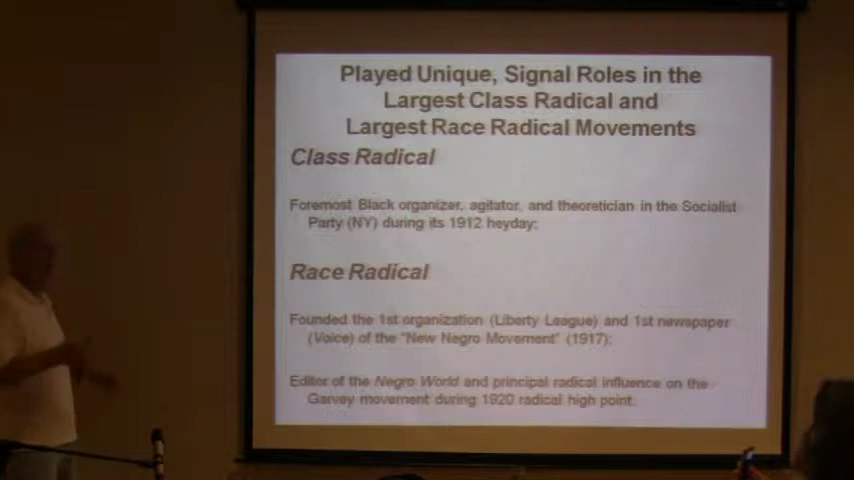 Played Unique, Signal Roles in the
Largest Class Radical and
Largest Race Radical Movements
Class Radical
Foremost Black organizer, agitator, and theoretician in the Socialist
Party (NY) during its 1912 heyday;
Race Radical
Founded the 1st organization (Liberty League) and 1st newspaper
(Voice) of the "New Negro Movement" (1917);
Editor of the Negro World and principal radical influence on the
Garvey movement during 1920 radical high point.